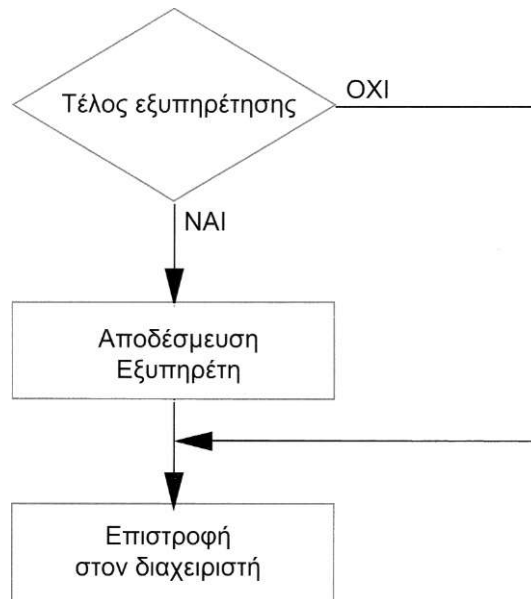 Τέλος εξυπηρέτησης
ΟΧΙ
ΝΑΙ
Αποδέσμευση
Εξυπηρέτη
Επιστροφή
στον διαχειριστή